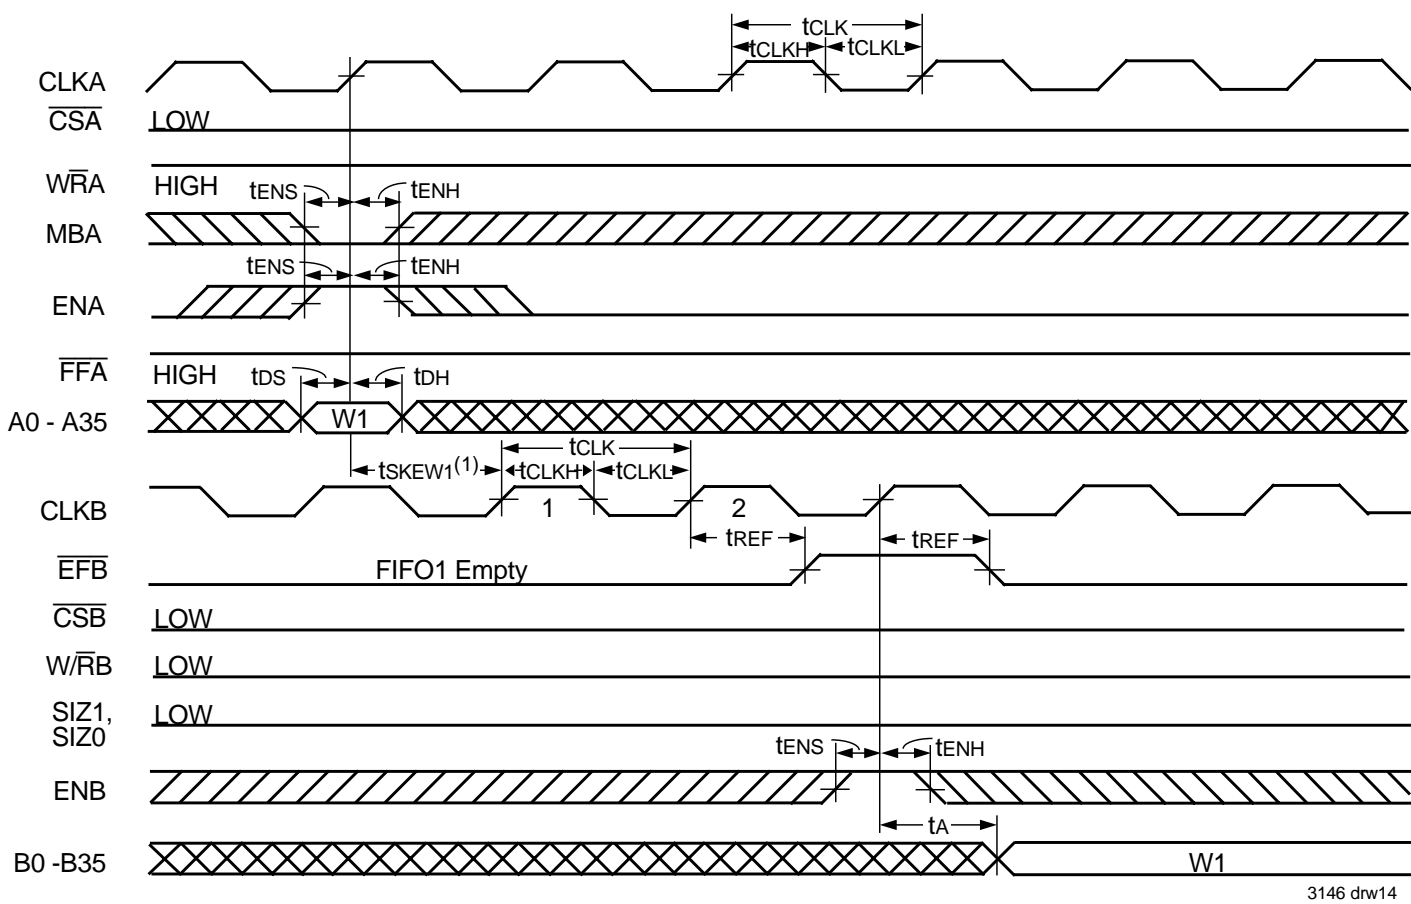 tCLK
tCLKH tCLKL
CLKA
CSA LOW
WRA HIGH tENS tENH
MBA
tENS tENH
ENA
FFA HIGH tDS tDH
A0 - A35 W1
tCLK
tSKEW1(1) tCLKH tCLKL
CLKB 1 2
tREF tREF
EFB FIFO1 Empty
CSB LOW
W/RB LOW
SIZ1, LOW
SIZ0
tENS tENH
ENB
tA
B0 -B35 W1
3146 drw14